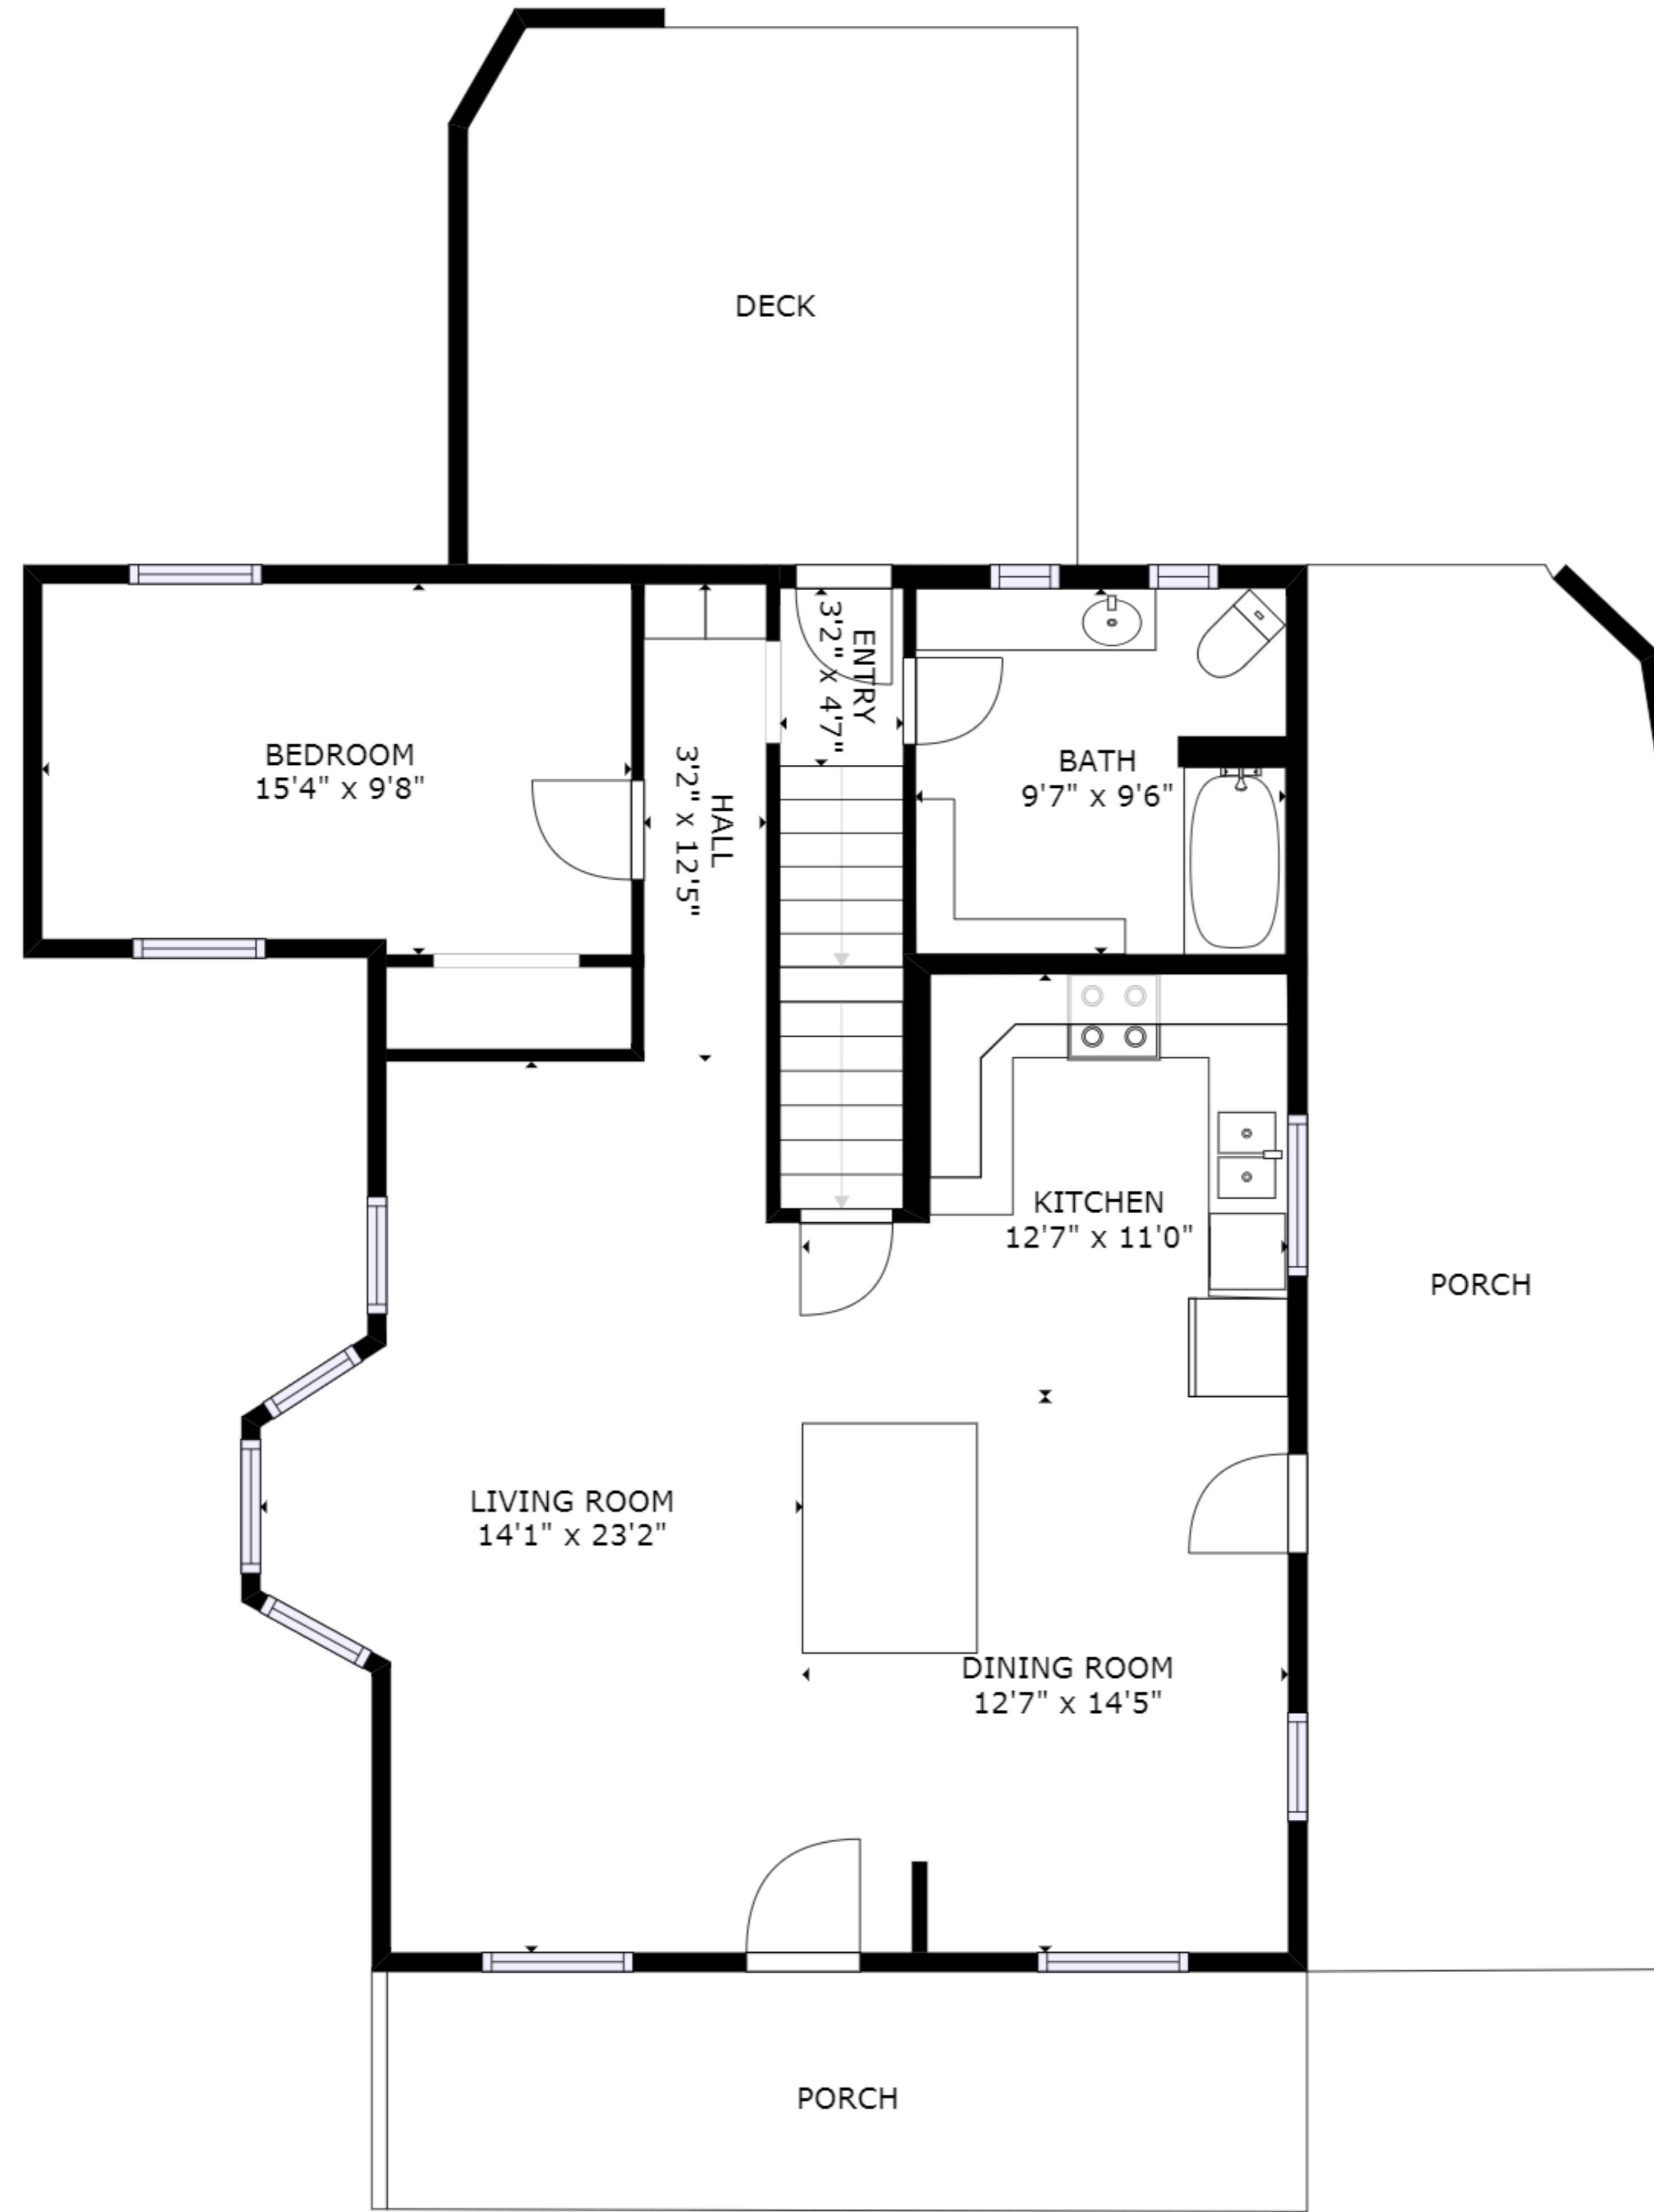 DECK
ENTRY
3'2" x 4'7"
BEDROOM
15'4" x 9'8"
HALL
3'2" x 12'5"
BATH
9'7" x 9'6"
KITCHEN
12'7" x 11'0"
PORCH
LIVING ROOM
14'1" x 23'2"
DINING ROOM
12'7" x 14'5"
PORCH